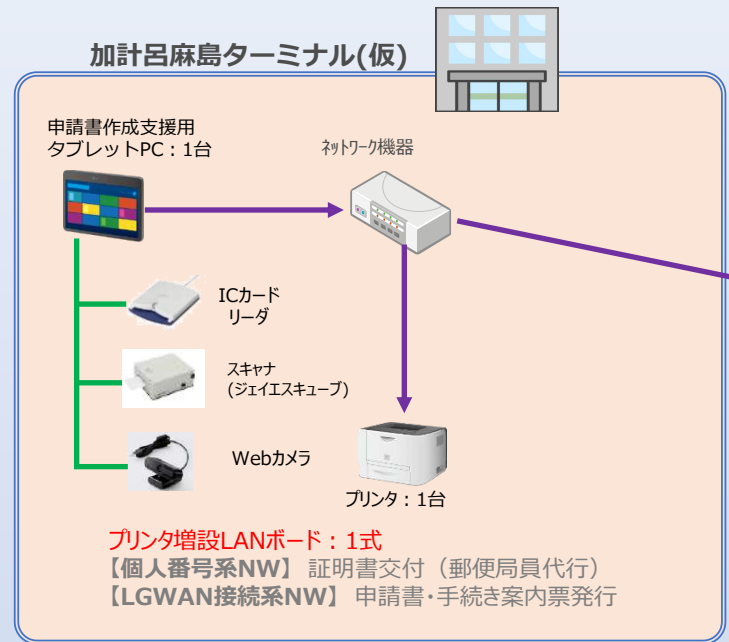 加計呂麻島ターミナル(仮)
申請書作成支援用
タブレットPC：1台
ﾈｯﾄﾜｰｸ機器
ICカード
リーダ
スキャナ
(ジェイエスキューブ)
Webカメラ
プリンタ：1台
プリンタ増設LANボード：1式
【個人番号系NW】 証明書交付（郵便局員代行）
【LGWAN接続系NW】 申請書・手続き案内票発行